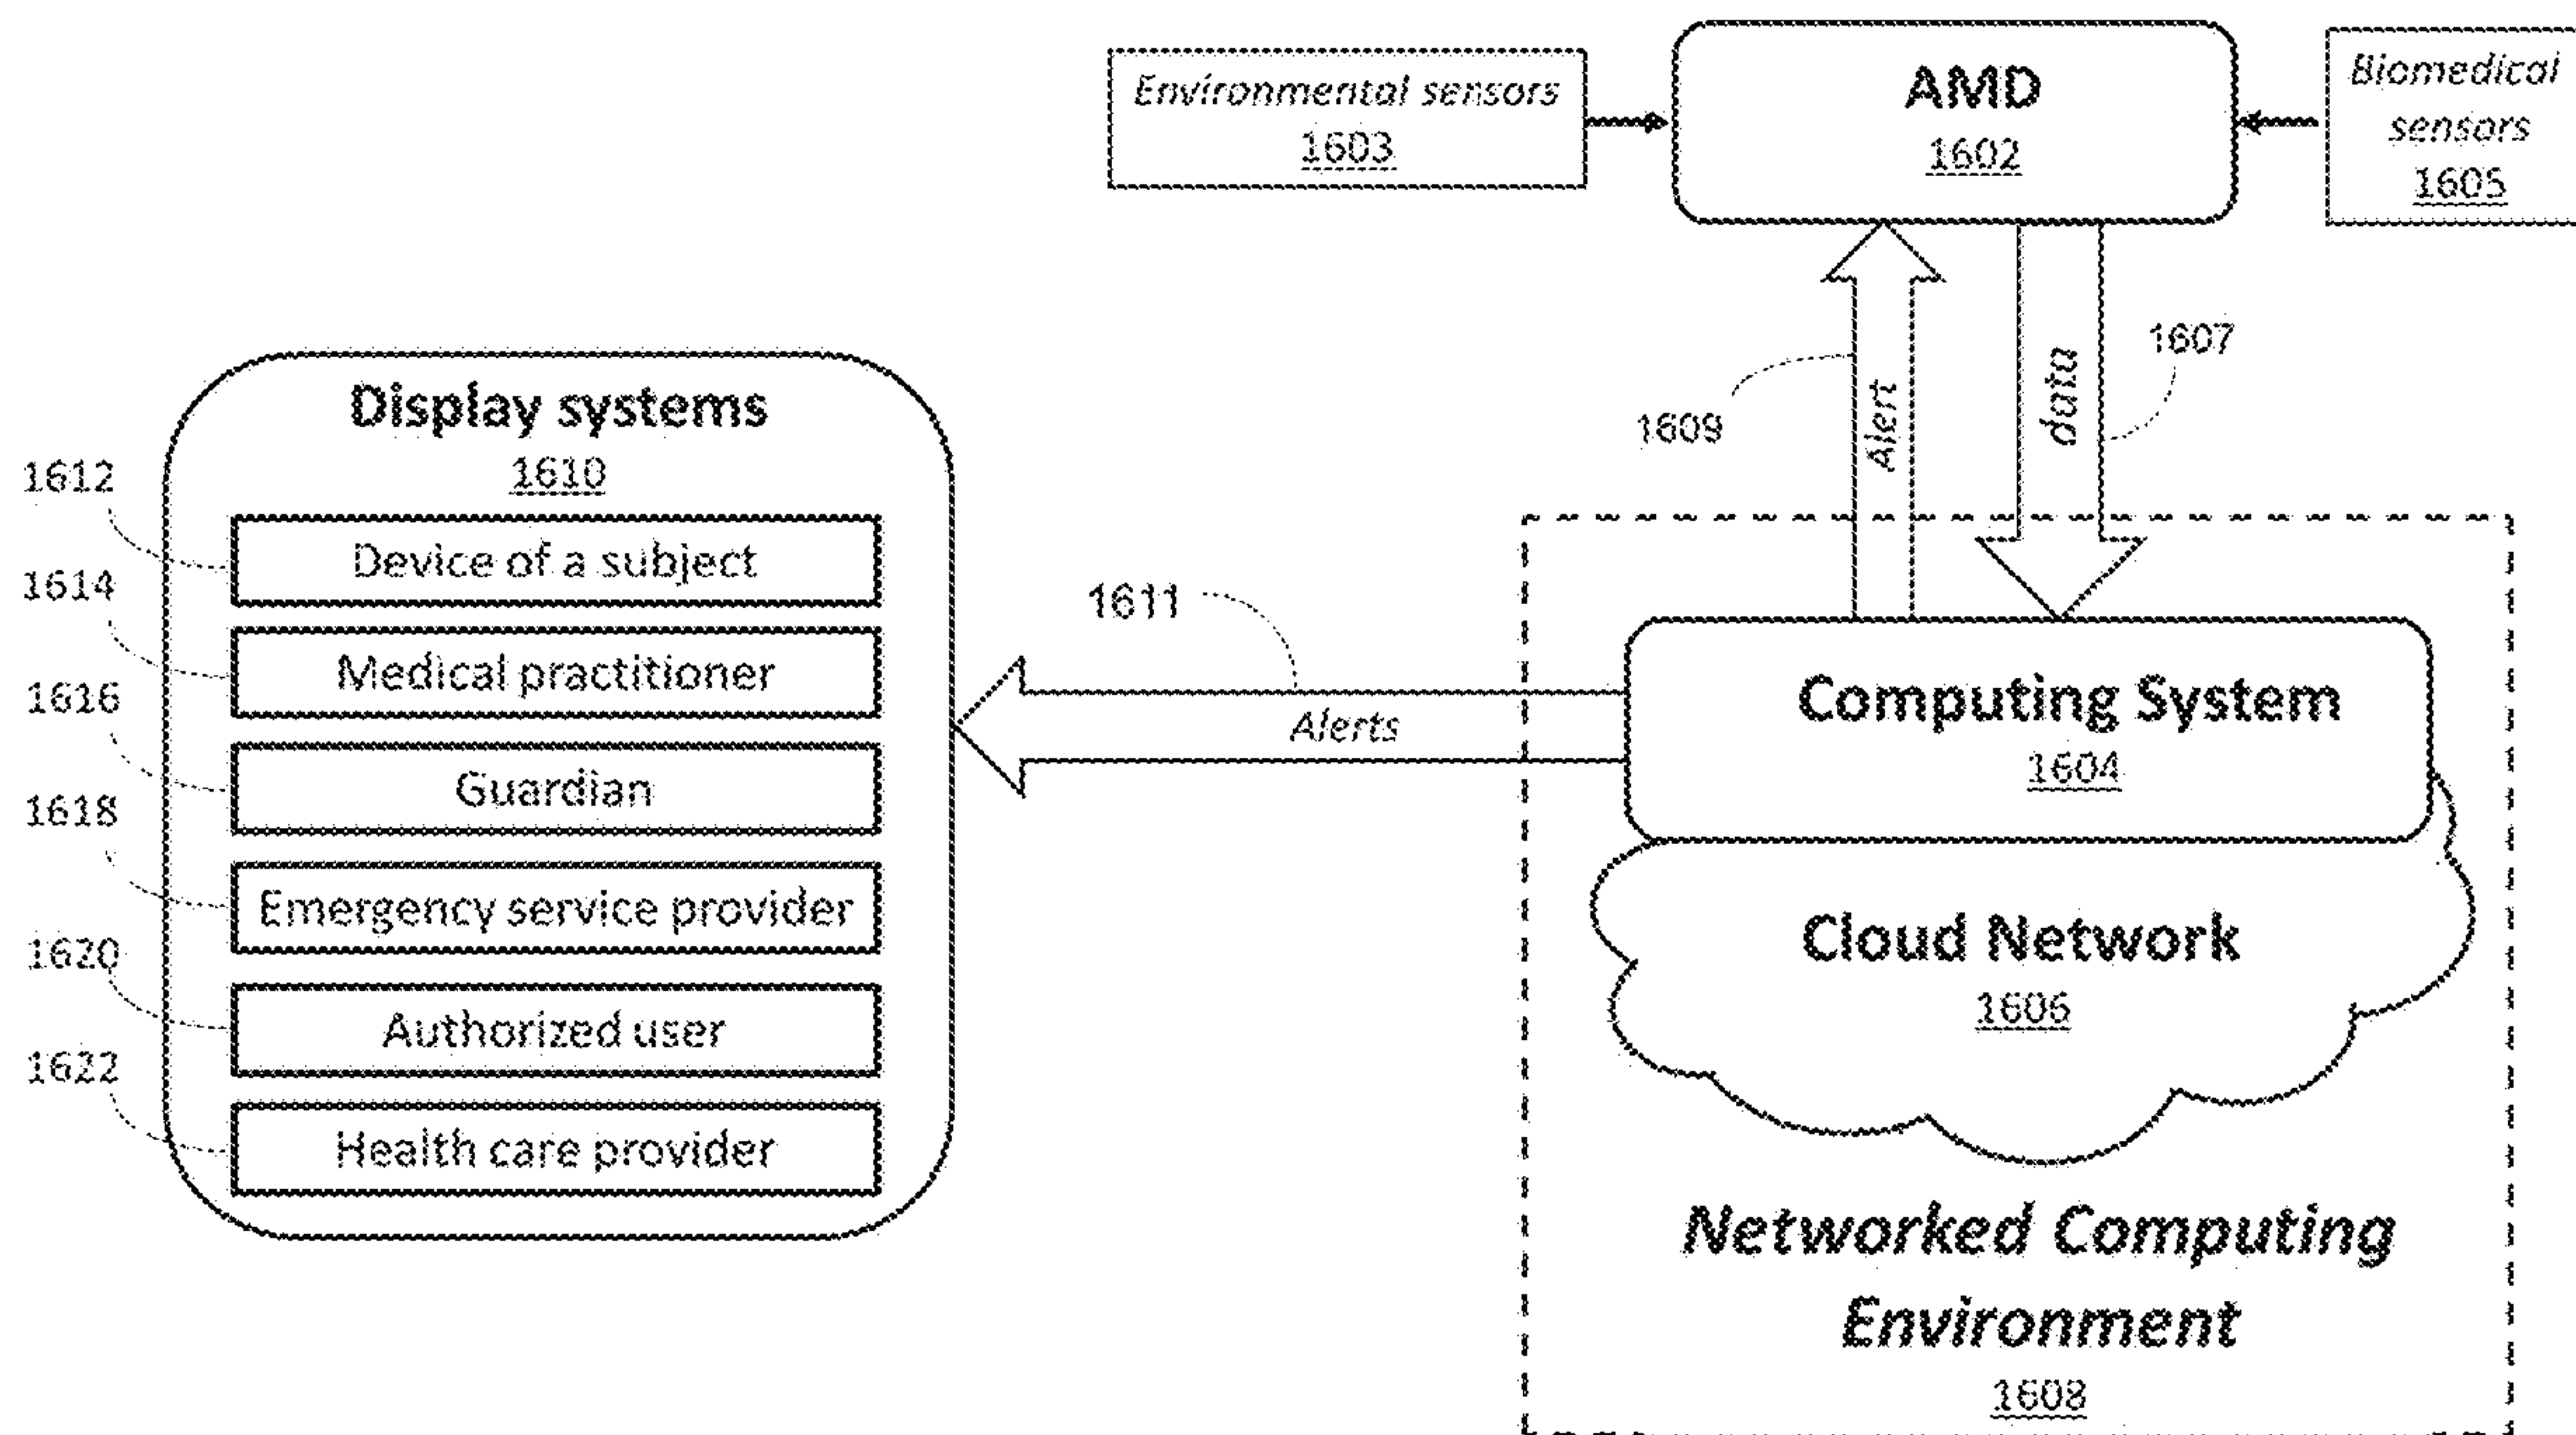 Environmental sensors
1603
AMD
1602
Biomedical
sensors
1605
1609
Alert
data
1607
Display systems
1610
1612
Device of a subject
1614
Medical practitioner
1616
Guardian
1618
Emergency service provider
1620
Authorized user
1622
Health care provider
1611
Alerts
Computing System
1604
Cloud Network
1606
Networked Computing
Environment
1608